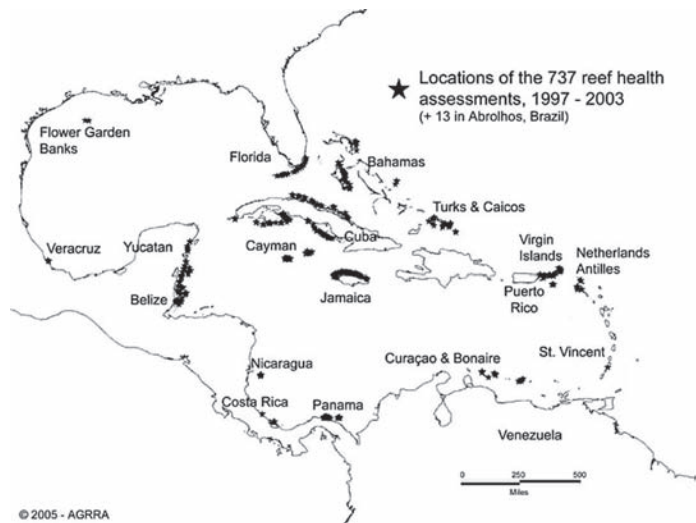 Locations of the 737 reef health
assessments, 1997 - 2003
(+ 13 in Abrolhos, Brazil)
Flower Garden
Banks
Florida
Bahamas
Turks & Caicos
Veracruz
Yucatan
Cuba
Cayman
Virgin
Islands
Netherlands
Antilles
Belize
Jamaica
Puerto
Rico
Nicaragua
Curaçao & Bonaire
St. Vincent
Costa Rica
Panama
Venezuela
0 250 500
Miles
© 2005 - AGRRA